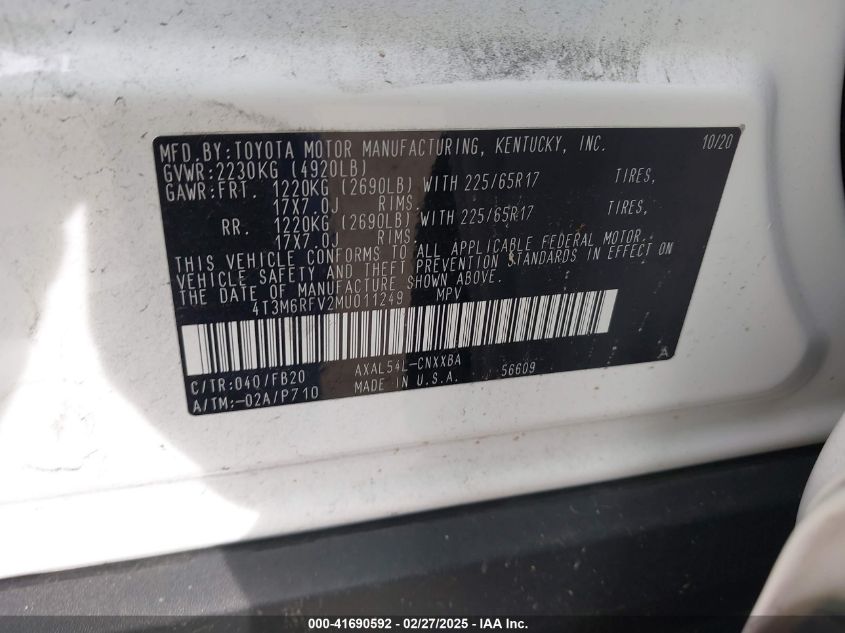 MFD.BY:TOYOTA MOTOR MANUFACTURING, KENTUCKY, INC. 10/20
GVWR:2230KG (4920LB)
GAWR:FRT. 1220KG (2690LB) WITH 225/65R17 TIRES,
17X7.0J RIMS.
RR. 1220KG (2690LB) WITH 225/65R17 TIRES,
17X7.0J RIMS.
THIS VEHICLE CONFORMS TO ALL APPLICABLE FEDERAL MOTOR
VEHICLE SAFETY AND THEFT PREVENTION STANDARDS IN EFFECT ON
THE DATE OF MANUFACTURE SHOWN ABOVE.
4T3M6RFV2MU011249 MPV
C/TR:040/FB20 AXAL54L-CNXXBA 56609 A
A/TM:-02A/P710 MADE IN U.S.A.
000-41690592 - 02/27/2025 - IAA Inc.